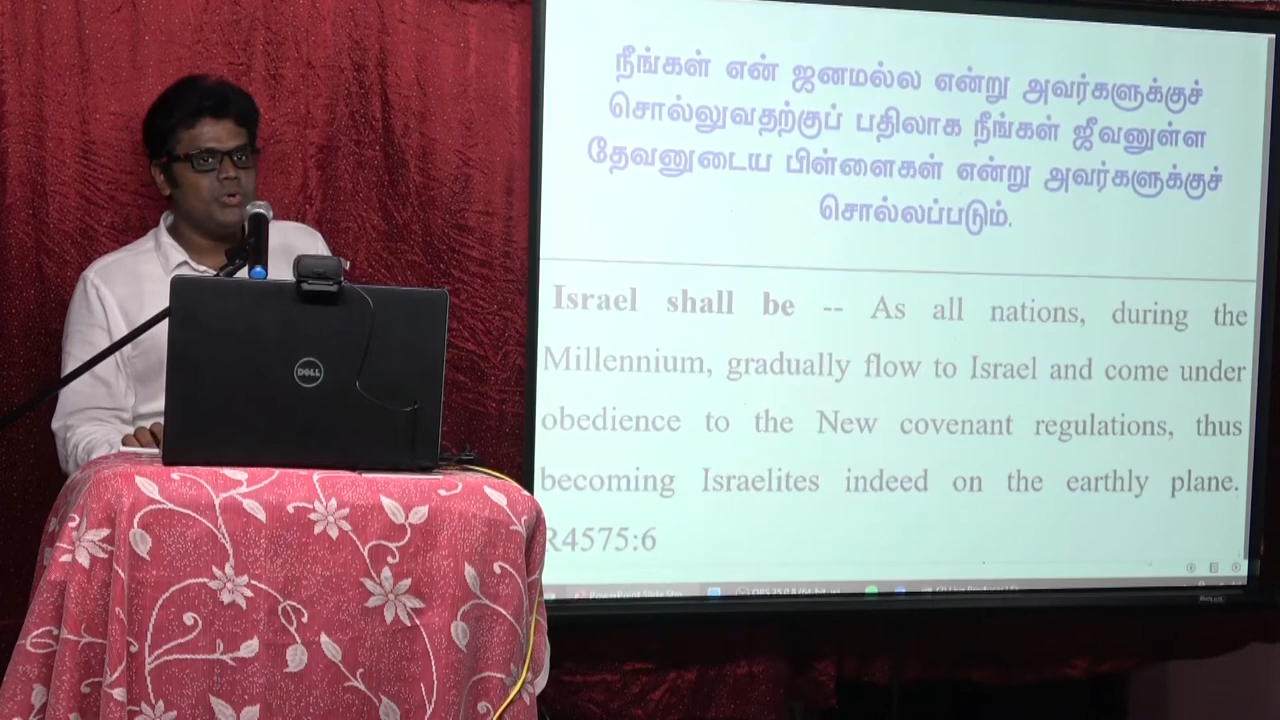 நீங்கள் என் ஜனமல்ல என்று அவர்களுக்குச்
சொல்லுவதற்குப் பதிலாக நீங்கள் ஜீவனுள்ள
தேவனுடைய பிள்ளைகள் என்று அவர்களுக்குச்
சொல்லப்படும்.
Israel shall be -- As all nations, during the
Millennium, gradually flow to Israel and come under
obedience to the New covenant regulations, thus
becoming Israelites indeed on the earthly plane.
R4575:6
DELL